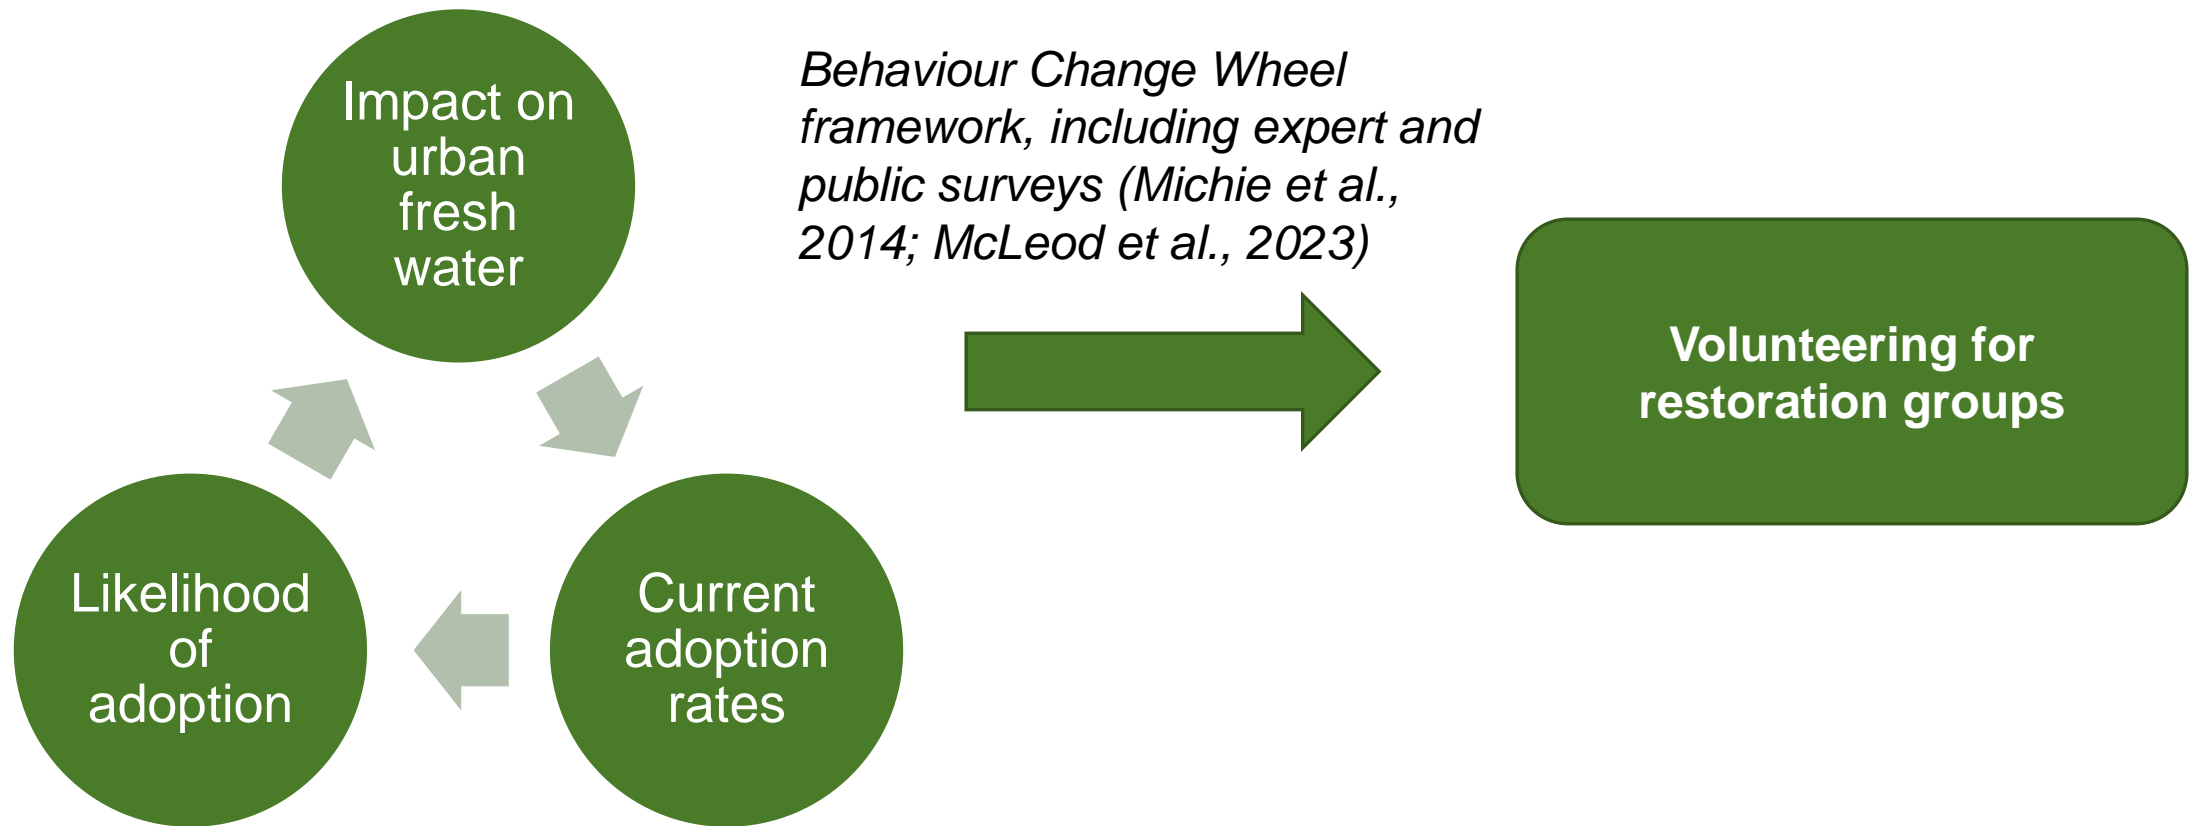 Impact on
urban
fresh
water
Behaviour Change Wheel
framework, including expert and
public surveys (Michie et al.,
2014; McLeod et al., 2023)
Volunteering for
restoration groups
Likelihood
of
adoption
Current
adoption
rates